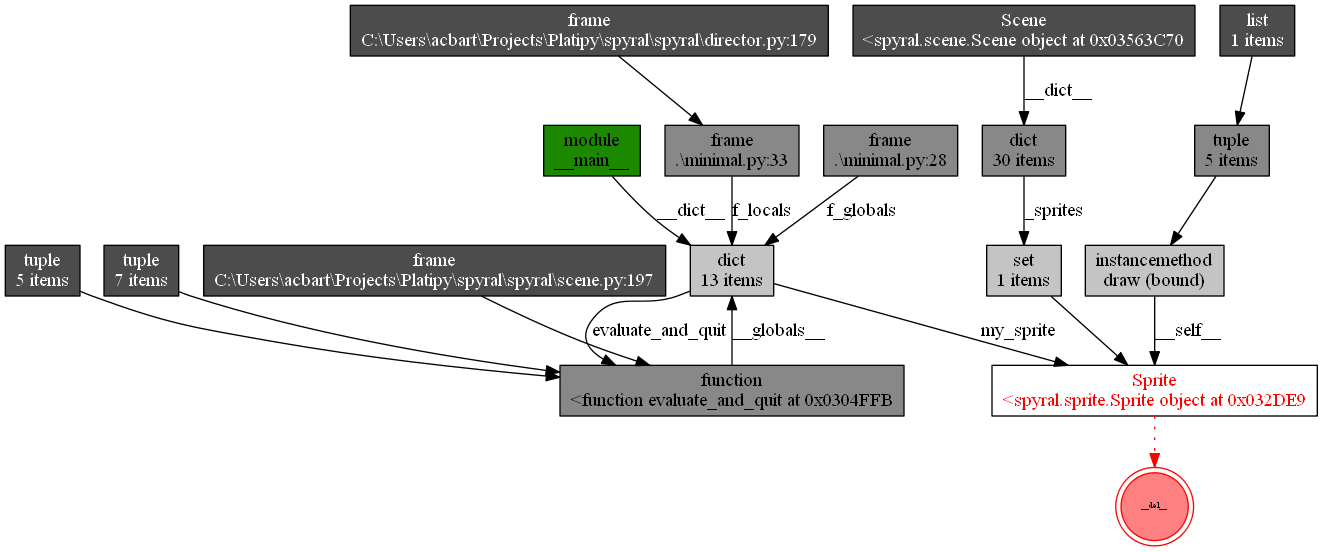 frame
C:\Users\acbart\Projects\Platipy\spyral\spyral\director.py:179
Scene
<spyral.scene.Scene object at 0x03563C70
list
1 items
__dict__
module
__main__
frame
.\minimal.py:33
frame
.\minimal.py:28
dict
30 items
tuple
5 items
__dict__
f_locals
f_globals
_sprites
tuple
5 items
tuple
7 items
frame
C:\Users\acbart\Projects\Platipy\spyral\spyral\scene.py:197
dict
13 items
set
1 items
instancemethod
draw (bound)
evaluate_and_quit
__globals__
my_sprite
__self__
function
<function evaluate_and_quit at 0x0304FFB
Sprite
<spyral.sprite.Sprite object at 0x032DE9
__del__